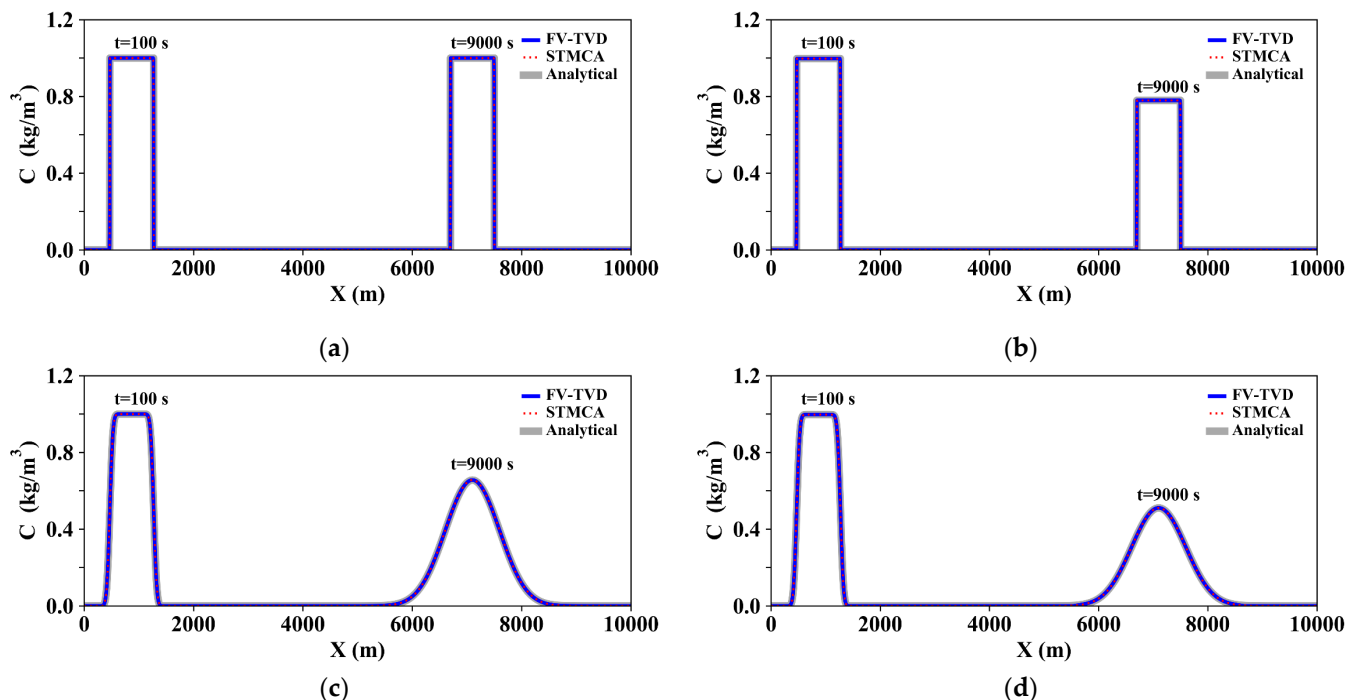 1.2
t=100 s
t=9000 s
FV-TVD
STMCA
Analytical
0.8
C (kg/m3)
0.4
0.0
0 2000 4000 6000 8000 10000
X (m)
(a)
1.2
t=100 s
FV-TVD
STMCA
Analytical
t=9000 s
0.8
C (kg/m3)
0.4
0.0
0 2000 4000 6000 8000 10000
X (m)
(b)
1.2
t=100 s
FV-TVD
STMCA
Analytical
t=9000 s
0.8
C (kg/m3)
0.4
0.0
0 2000 4000 6000 8000 10000
X (m)
(c)
1.2
t=100 s
FV-TVD
STMCA
Analytical
t=9000 s
0.8
C (kg/m3)
0.4
0.0
0 2000 4000 6000 8000 10000
X (m)
(d)